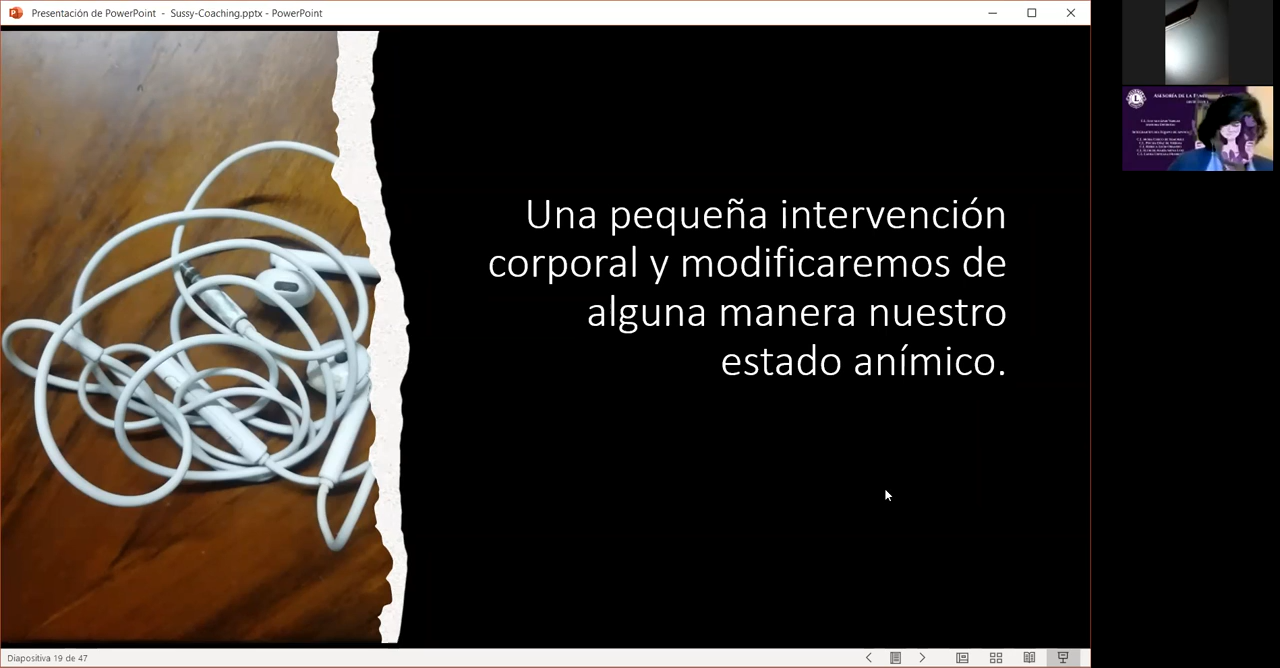 Presentación de PowerPoint - Sussy-Coaching.pptx - PowerPoint
Una pequeña intervención
corporal y modificaremos de
alguna manera nuestro
estado anímico.
Diapositiva 19 de 47